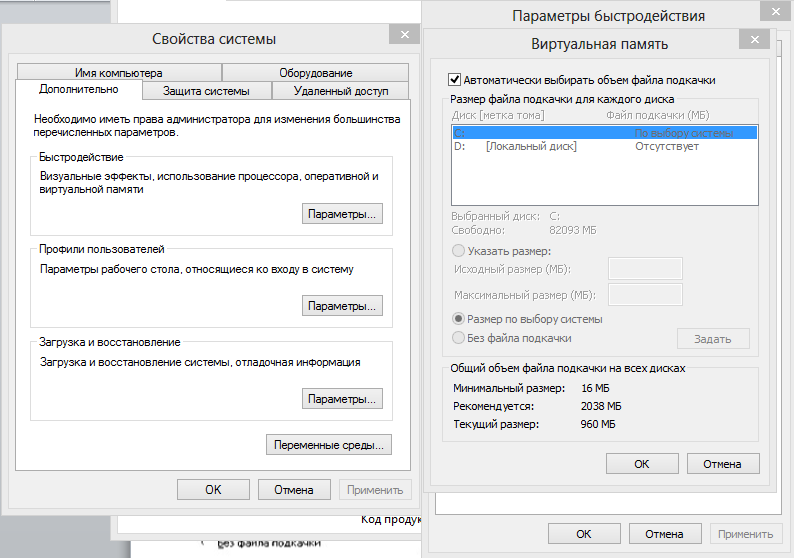 Свойства системы
Имя компьютера
Оборудование
Дополнительно
Защита системы
Удаленный доступ
Необходимо иметь права администратора для изменения большинства
перечисленных параметров.
Быстродействие
Визуальные эффекты, использование процессора, оперативной и
виртуальной памяти
Параметры...
Профили пользователей
Параметры рабочего стола, относящиеся ко входу в систему
Параметры...
Загрузка и восстановление
Загрузка и восстановление системы, отладочная информация
Параметры...
Переменные среды...
OK
Отмена
Применить
Код продук
Без файла подкачки
Параметры быстродействия
Виртуальная память
Автоматически выбирать объем файла подкачки
Размер файла подкачки для каждого диска
Диск [метка тома] Файл подкачки (МБ)
C: По выбору системы
D: [Локальный диск] Отсутствует
Выбранный диск: C:
Свободно: 82093 МБ
Указать размер:
Исходный размер (МБ):
Максимальный размер (МБ):
Размер по выбору системы
Без файла подкачки
Задать
Общий объем файла подкачки на всех дисках
Минимальный размер: 16 МБ
Рекомендуется: 2038 МБ
Текущий размер: 960 МБ
OK
Отмена
OK
Отмена
Применить